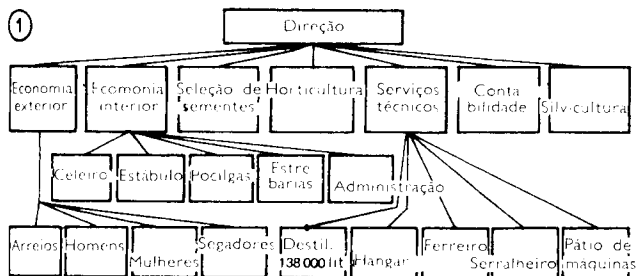 1
Direção
Economia
exterior
Ecomonia
interior
Seleção de
sementes
Horticultura
Serviços
técnicos
Conta
bilidade
Silvicultura
Celeiro
Estábulo
Pocilgas
Estre
barias
Administração
Arreios
Homens
Mulheres
Segadores
Destil.
138 000 lit
Hangar
Ferreiro
Serralheiro
Pátio de
máquinas